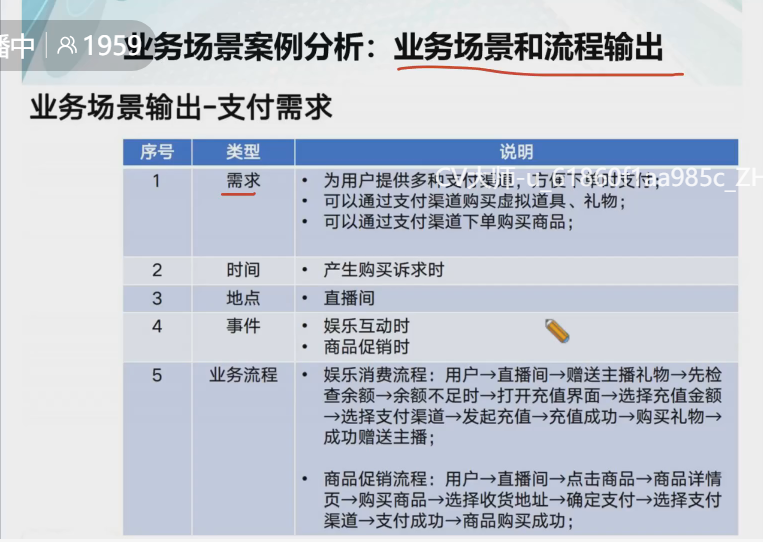 播中 | 1959
业务场景案例分析：业务场景和流程输出
业务场景输出-支付需求
序号 类型 说明
1 需求 • 为用户提供多种支付渠道，方便下单时支付；
• 可以通过支付渠道购买虚拟道具、礼物；
• 可以通过支付渠道下单购买商品；
2 时间 • 产生购买诉求时
3 地点 • 直播间
4 事件 • 娱乐互动时
• 商品促销时
5 业务流程 • 娱乐消费流程：用户→直播间→赠送主播礼物→先检
查余额→余额不足时→打开充值界面→选择充值金额
→选择支付渠道→发起充值→充值成功→购买礼物→
成功赠送主播；
• 商品促销流程：用户→直播间→点击商品→商品详情
页→购买商品→选择收货地址→确定支付→选择支付
渠道→支付成功→商品购买成功；